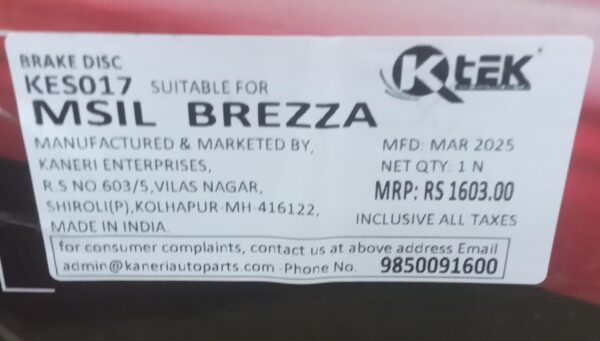 BRAKE DISC
KES017 SUITABLE FOR
MSIL BREZZA
KtEK
MANUFACTURED & MARKETED BY,
KANERI ENTERPRISES,
R.S NO 603/5,VILAS NAGAR,
SHIROLI(P),KOLHAPUR-MH-416122,
MADE IN INDIA.
MFD: MAR 2025
NET QTY: 1 N
MRP: RS 1603.00
INCLUSIVE ALL TAXES
for consumer complaints, contact us at above address Email
admin@kaneriautoparts.com -Phone No. 9850091600